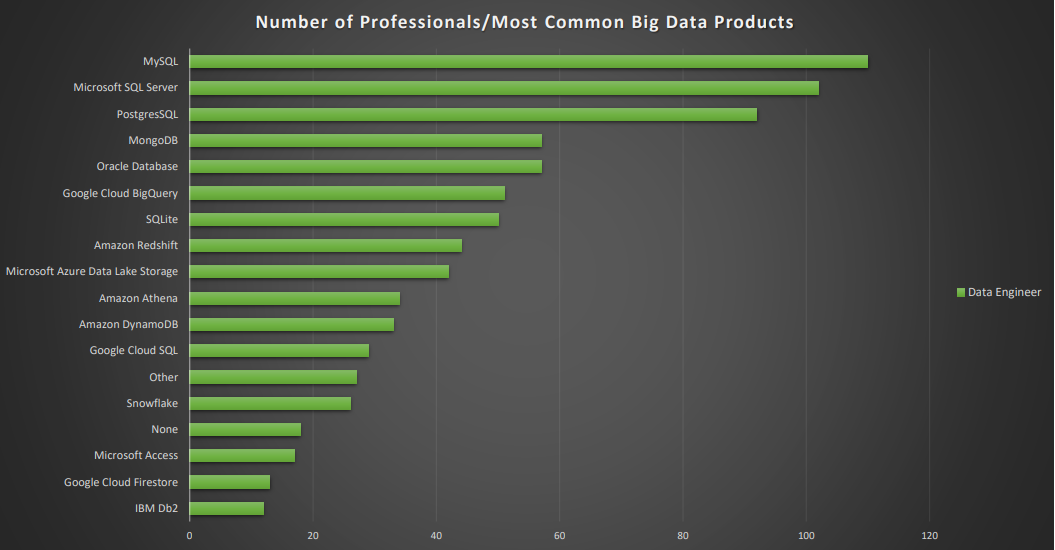 Number of Professionals/Most Common Big Data Products
MySQL
Microsoft SQL Server
PostgresSQL
MongoDB
Oracle Database
Google Cloud BigQuery
SQLite
Amazon Redshift
Microsoft Azure Data Lake Storage
Amazon Athena
Amazon DynamoDB
Google Cloud SQL
Other
Snowflake
None
Microsoft Access
Google Cloud Firestore
IBM Db2
0 20 40 60 80 100 120
Data Engineer